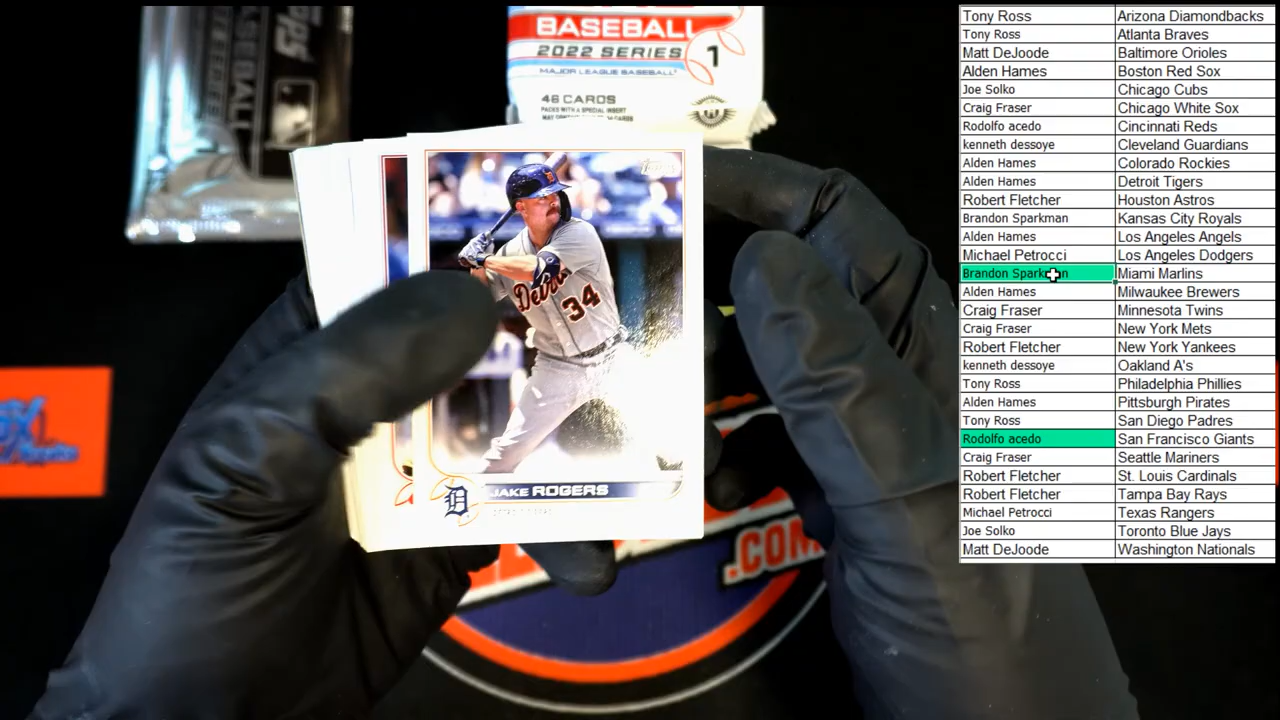 BASEBALL
2022 SERIES 1
MAJOR LEAGUE BASEBALL
46 CARDS
Detroit
34
JAKE ROGERS
.COM
Tony Ross Arizona Diamondbacks
Tony Ross Atlanta Braves
Matt DeJoode Baltimore Orioles
Alden Hames Boston Red Sox
Joe Solko Chicago Cubs
Craig Fraser Chicago White Sox
Rodolfo acedo Cincinnati Reds
kenneth dessoye Cleveland Guardians
Alden Hames Colorado Rockies
Alden Hames Detroit Tigers
Robert Fletcher Houston Astros
Brandon Sparkman Kansas City Royals
Alden Hames Los Angeles Angels
Michael Petrocci Los Angeles Dodgers
Brandon Sparkman Miami Marlins
Alden Hames Milwaukee Brewers
Craig Fraser Minnesota Twins
Craig Fraser New York Mets
Robert Fletcher New York Yankees
kenneth dessoye Oakland A's
Tony Ross Philadelphia Phillies
Alden Hames Pittsburgh Pirates
Tony Ross San Diego Padres
Rodolfo acedo San Francisco Giants
Craig Fraser Seattle Mariners
Robert Fletcher St. Louis Cardinals
Robert Fletcher Tampa Bay Rays
Michael Petrocci Texas Rangers
Joe Solko Toronto Blue Jays
Matt DeJoode Washington Nationals